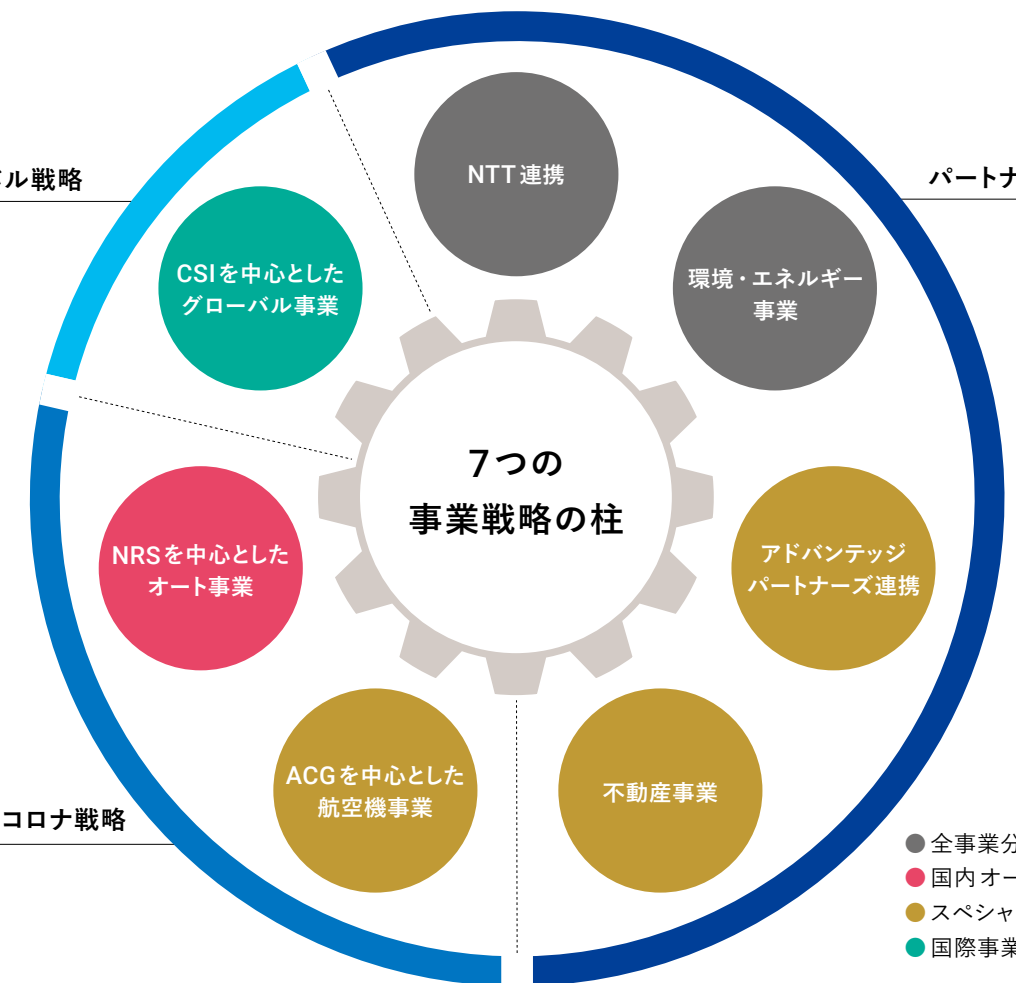 ル戦略
パートナ
NTT 連携
環境・エネルギー
事業
CSIを中心とした
グローバル事業
7つの
事業戦略の柱
NRSを中心とした
オート事業
アドバンテッジ
パートナーズ連携
ACGを中心とした
航空機事業
不動産事業
コロナ戦略
全事業分
国内オー
スペシャ
国際事業